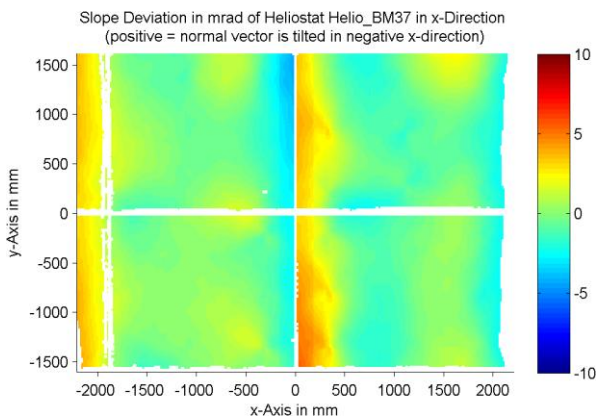 Slope Deviation in mrad of Heliostat Helio_BM37 in x-Direction
(positive = normal vector is tilted in negative x-direction)
y-Axis in mm
1500
1000
500
0
-500
-1000
-1500
-2000 -1500 -1000 -500 0 500 1000 1500 2000
x-Axis in mm
10
5
0
-5
-10